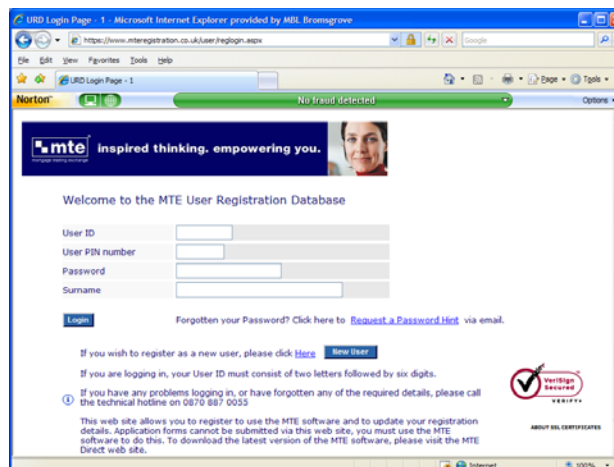 URD Login Page - 1 - Microsoft Internet Explorer provided by MBL Bromsgrove
https://www.mteregistration.co.uk/user/reglogin.aspx
Google
File Edit View Favorites Tools Help
URD Login Page - 1
Page Tools
Norton
No fraud detected
Options
mte inspired thinking. empowering you.
mortgage trading exchange
Welcome to the MTE User Registration Database
User ID
User PIN number
Password
Surname
Login Forgotten your Password? Click here to Request a Password Hint via email.
If you wish to register as a new user, please click Here New User
If you are logging in, your User ID must consist of two letters followed by six digits.
If you have any problems logging in, or have forgotten any of the required details, please call
the technical hotline on 0870 887 0055
This web site allows you to register to use the MTE software and to update your registration
details. Application forms cannot be submitted via this web site, you must use the MTE
software to do this. To download the latest version of the MTE software, please visit the MTE
Direct web site.
VeriSign
Secured
VERIFY
ABOUT SSL CERTIFICATES
Internet 100%